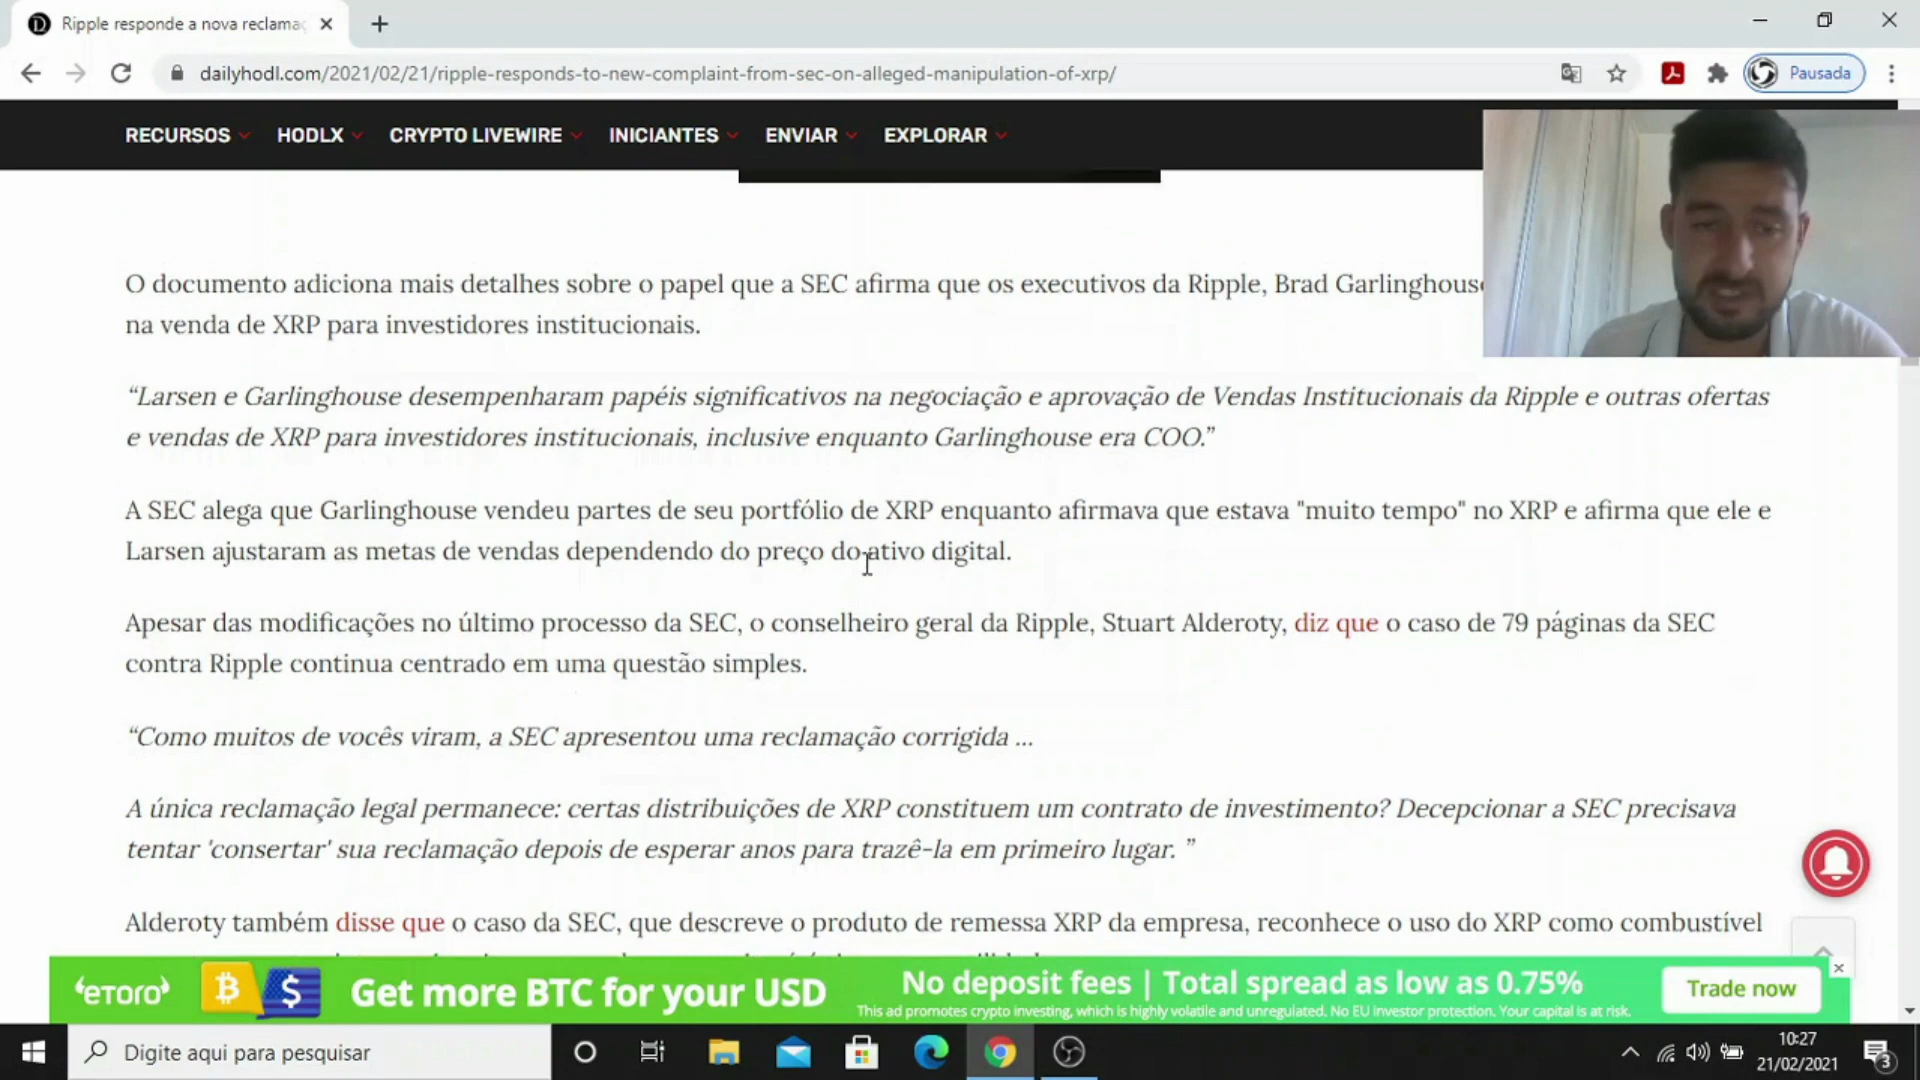 Ripple responde a nova reclamaç
dailyhodl.com/2021/02/21/ripple-responds-to-new-complaint-from-sec-on-alleged-manipulation-of-xrp/
Pausada
RECURSOS HODLX CRYPTO LIVEWIRE INICIANTES ENVIAR EXPLORAR
O documento adiciona mais detalhes sobre o papel que a SEC afirma que os executivos da Ripple, Brad Garlinghouse
na venda de XRP para investidores institucionais.
“Larsen e Garlinghouse desempenharam papéis significativos na negociação e aprovação de Vendas Institucionais da Ripple e outras ofertas
e vendas de XRP para investidores institucionais, inclusive enquanto Garlinghouse era COO.”
A SEC alega que Garlinghouse vendeu partes de seu portfólio de XRP enquanto afirmava que estava "muito tempo" no XRP e afirma que ele e
Larsen ajustaram as metas de vendas dependendo do preço do ativo digital.
Apesar das modificações no último processo da SEC, o conselheiro geral da Ripple, Stuart Alderoty, diz que o caso de 79 páginas da SEC
contra Ripple continua centrado em uma questão simples.
“Como muitos de vocês viram, a SEC apresentou uma reclamação corrigida ...
A única reclamação legal permanece: certas distribuições de XRP constituem um contrato de investimento? Decepcionar a SEC precisava
tentar 'consertar' sua reclamação depois de esperar anos para trazê-la em primeiro lugar. ”
Alderoty também disse que o caso da SEC, que descreve o produto de remessa XRP da empresa, reconhece o uso do XRP como combustível
eTORO
Get more BTC for your USD
No deposit fees | Total spread as low as 0.75%
This ad promotes crypto investing, which is highly volatile and unregulated. No EU investor protection. Your capital is at risk.
Trade now
Digite aqui para pesquisar
10:27
21/02/2021
3